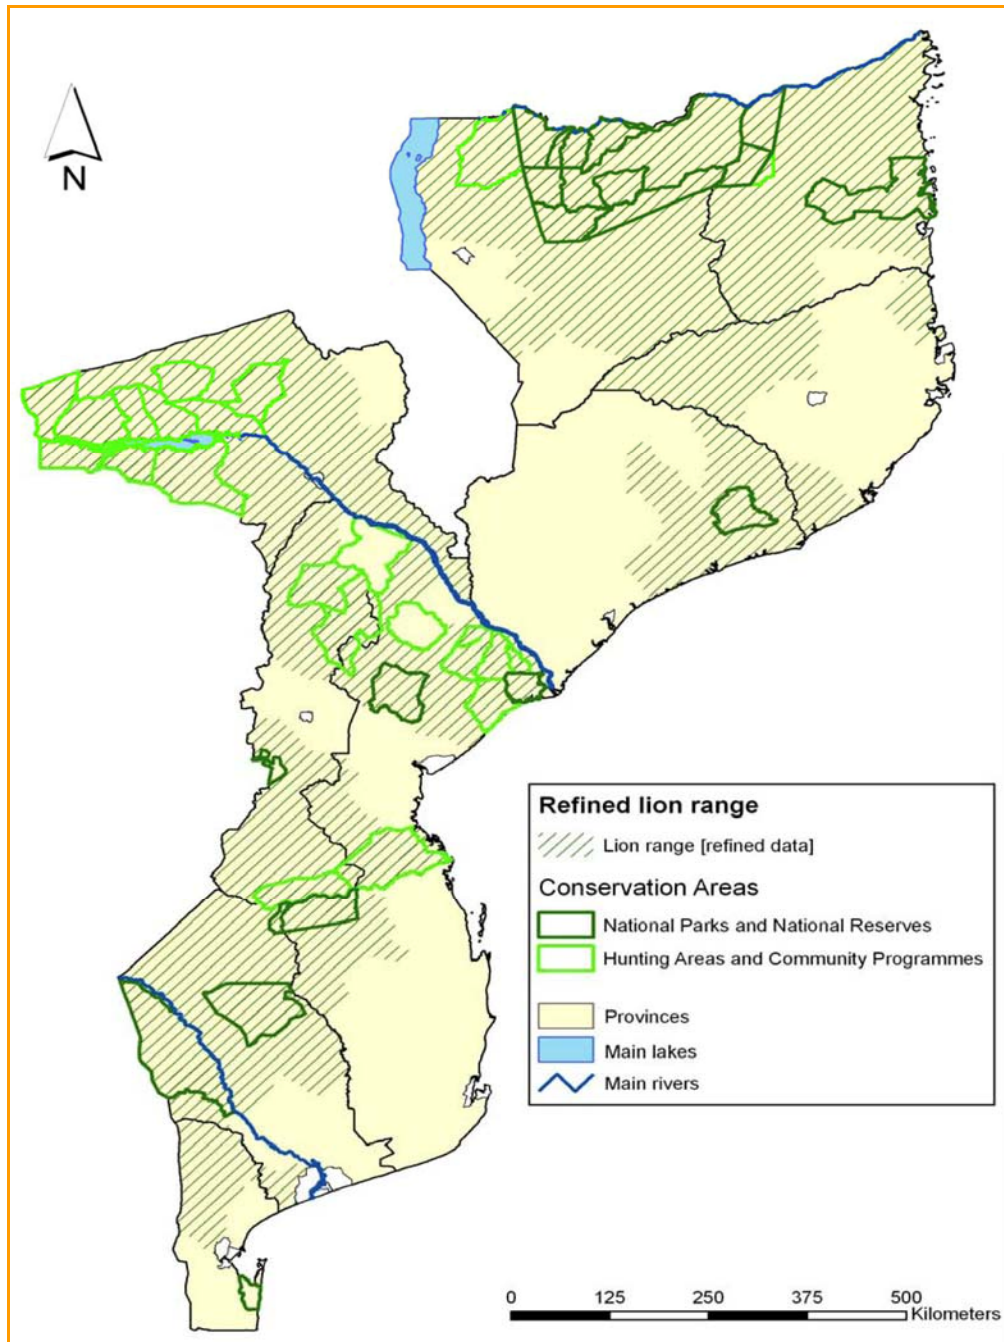 N
Refined lion range
Lion range [refined data]
Conservation Areas
National Parks and National Reserves
Hunting Areas and Community Programmes
Provinces
Main lakes
Main rivers
0 125 250 375 500
Kilometers